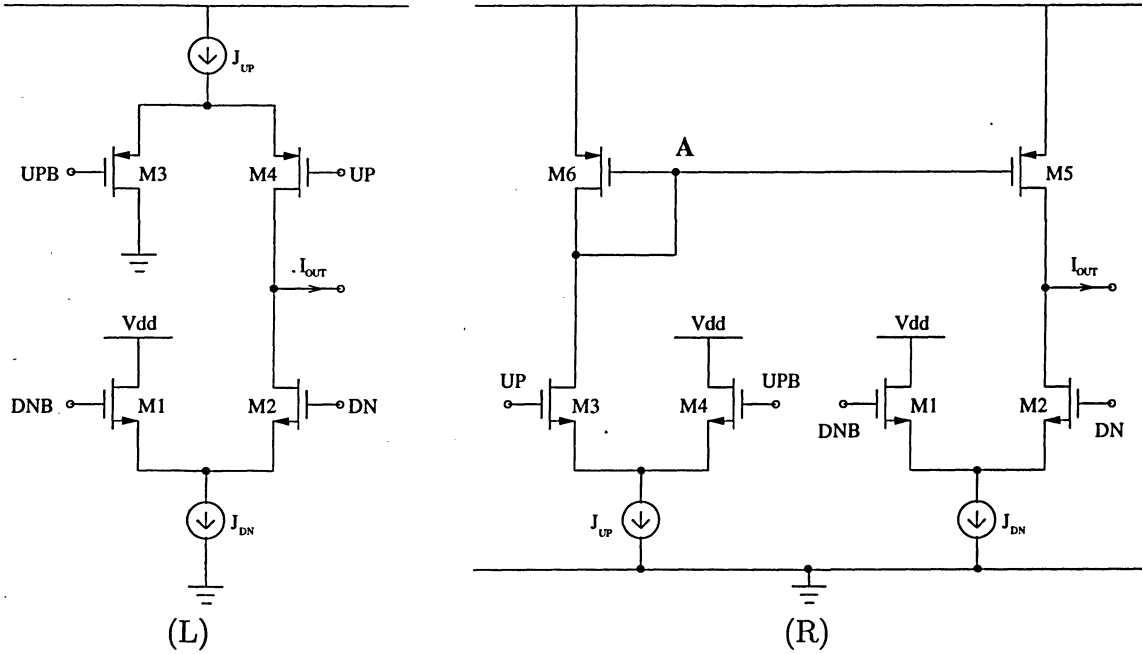 J_UP
UPB
M3
M4
UP
I_OUT
Vdd
DNB
M1
M2
DN
J_DN
(L)
A
M6
M5
I_OUT
Vdd
Vdd
UP
M3
M4
UPB
M1
M2
DNB
DN
J_UP
J_DN
(R)